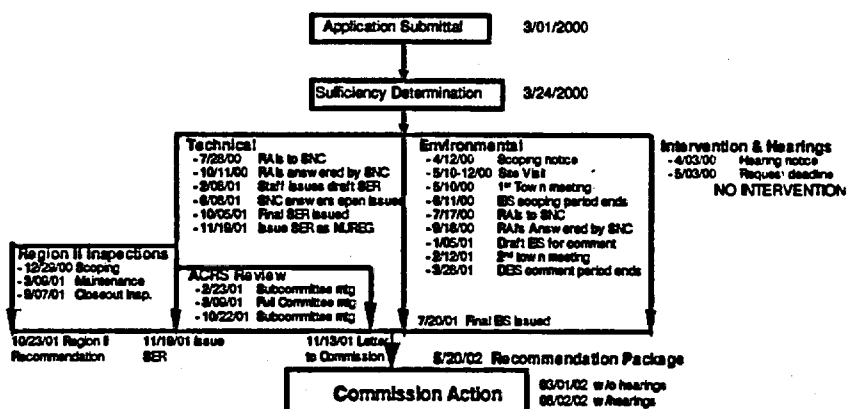 Application Submittal 3/01/2000
Sufficiency Determination 3/24/2000
Technical
- 7/28/00 RAIs to SNC
- 10/11/00 RAIs answered by SNC
- 2/08/01 Staff issues draft SER
- 6/08/01 SNC answers open issues
- 10/05/01 Final SER issued
- 11/19/01 Issue SER as NUREG
Environmental
- 4/12/00 Scoping notice
- 5/10-12/00 Site Visit
- 5/10/00 1st Town meeting
- 6/11/00 EIS scoping period ends
- 7/17/00 RAIs to SNC
- 9/18/00 RAIs Answered by SNC
- 1/05/01 Draft EIS for comment
- 2/12/01 2nd town meeting
- 3/28/01 DEIS comment period ends
Intervention & Hearings
- 4/03/00 Hearing notice
- 5/03/00 Request deadline
NO INTERVENTION
Region II Inspections
- 12/29/00 Scoping
- 3/09/01 Maintenance
- 9/07/01 Closeout Insp.
ACRS Review
- 2/23/01 Subcommittee mtg
- 3/09/01 Full Committee mtg
- 10/22/01 Subcommittee mtg
7/20/01 Final EIS Issued
10/23/01 Region II
Recommendation
11/19/01 Issue
SER
11/13/01 Letter
to Commission
5/20/02 Recommendation Package
Commission Action
03/01/02 w/o hearings
08/02/02 w/hearings